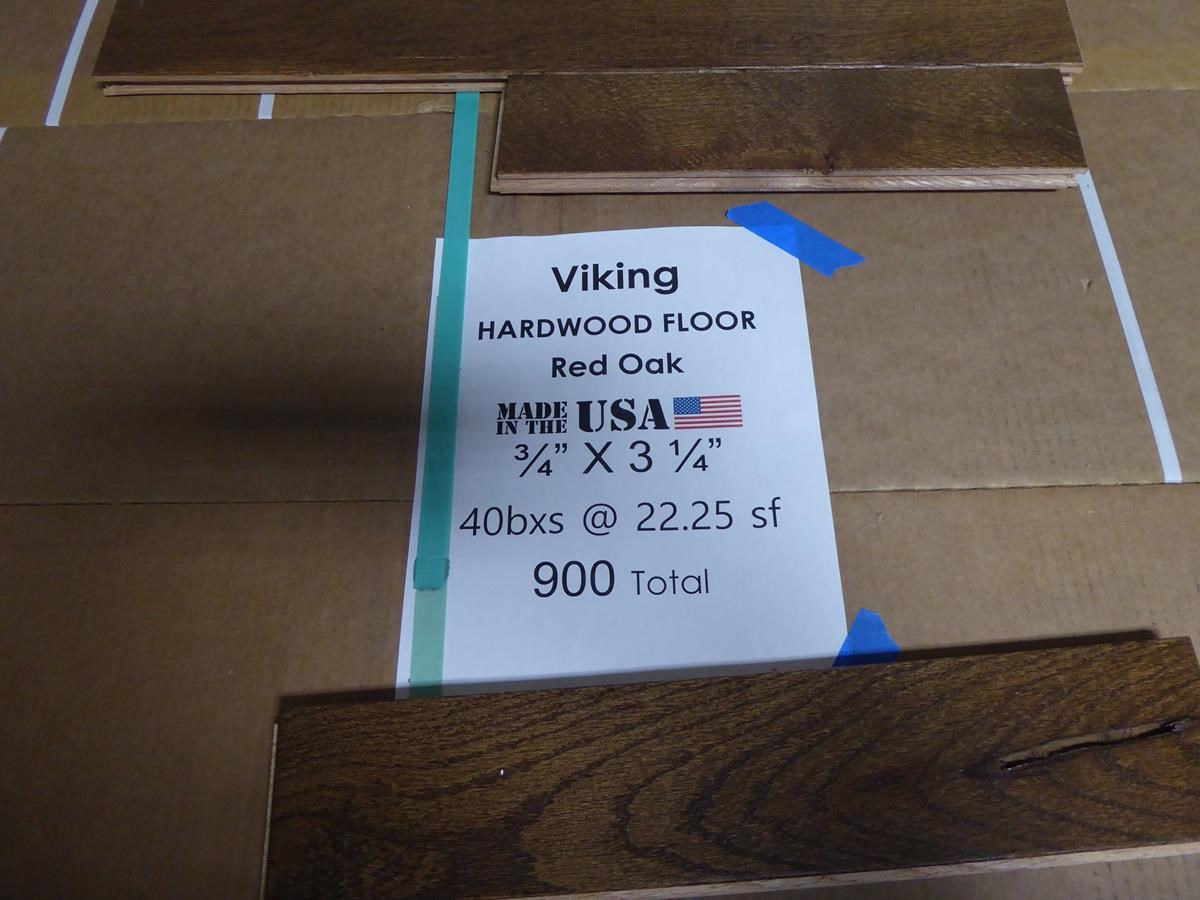 Viking
HARDWOOD FLOOR
Red Oak
MADE IN THE USA
¾” X 3 ¼”
40bxs @ 22.25 sf
900 Total